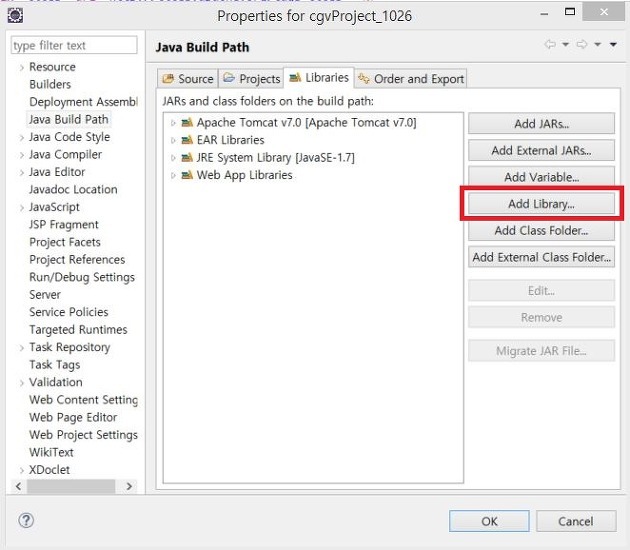 Properties for cgvProject_1026
type filter text
Resource
Builders
Deployment Assembl
Java Build Path
Java Code Style
Java Compiler
Java Editor
Javadoc Location
JavaScript
JSP Fragment
Project Facets
Project References
Run/Debug Settings
Server
Service Policies
Targeted Runtimes
Task Repository
Task Tags
Validation
Web Content Setting
Web Page Editor
Web Project Settings
WikiText
XDoclet
Java Build Path
Source Projects Libraries Order and Export
JARs and class folders on the build path:
Apache Tomcat v7.0 [Apache Tomcat v7.0]
EAR Libraries
JRE System Library [JavaSE-1.7]
Web App Libraries
Add JARs...
Add External JARs...
Add Variable...
Add Library...
Add Class Folder...
Add External Class Folder...
Edit...
Remove
Migrate JAR File...
OK Cancel